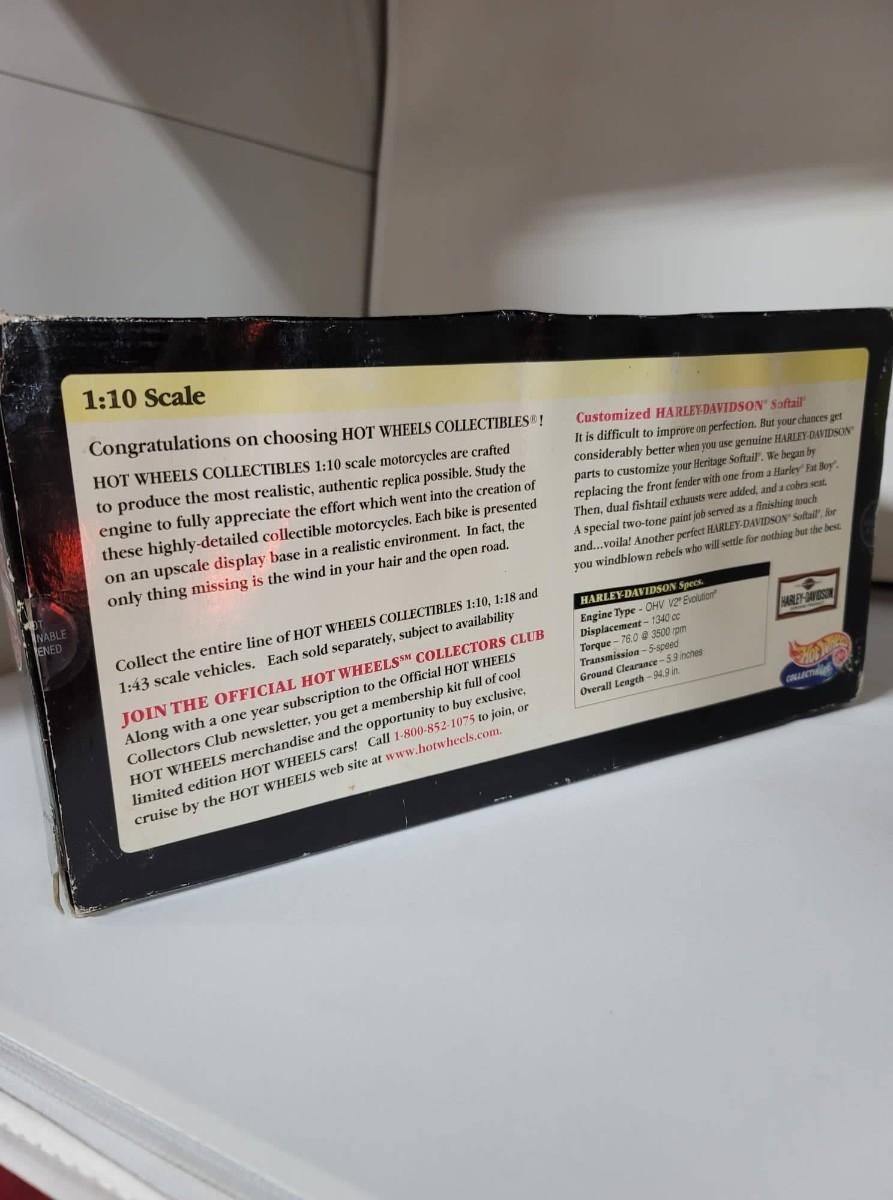 1:10 Scale
Congratulations on choosing HOT WHEELS COLLECTIBLES® !
HOT WHEELS COLLECTIBLES 1:10 scale motorcycles are crafted
to produce the most realistic, authentic replica possible. Study the
engine to fully appreciate the effort which went into the creation of
these highly-detailed collectible motorcycles. Each bike is presented
on an upscale display base in a realistic environment. In fact, the
only thing missing is the wind in your hair and the open road.
Collect the entire line of HOT WHEELS COLLECTIBLES 1:10, 1:18 and
1:43 scale vehicles. Each sold separately, subject to availability
JOIN THE OFFICIAL HOT WHEELS℠ COLLECTORS CLUB
Along with a one year subscription to the Official HOT WHEELS
Collectors Club newsletter, you get a membership kit full of cool
HOT WHEELS merchandise and the opportunity to buy exclusive,
limited edition HOT WHEELS cars! Call 1-800-852-1075 to join, or
cruise by the HOT WHEELS web site at www.hotwheels.com.
Customized HARLEY-DAVIDSON® Softail®
It is difficult to improve on perfection. But your chances get
considerably better when you use genuine HARLEY-DAVIDSON®
parts to customize your Heritage Softail®. We began by
replacing the front fender with one from a Harley® Fat Boy®.
Then, dual fishtail exhausts were added, and a cobra seat.
A special two-tone paint job served as a finishing touch
and...voila! Another perfect HARLEY-DAVIDSON® Softail®, for
you windblown rebels who will settle for nothing but the best.
HARLEY-DAVIDSON Specs.
Engine Type - OHV V2® Evolution®
Displacement - 1340 cc
Torque - 76.0 @ 3500 rpm
Transmission - 5-speed
Ground Clearance - 5.9 inches
Overall Length - 94.9 in.
HARLEY-DAVIDSON
Hot Wheels
COLLECTIBLES
NABLE
ENED